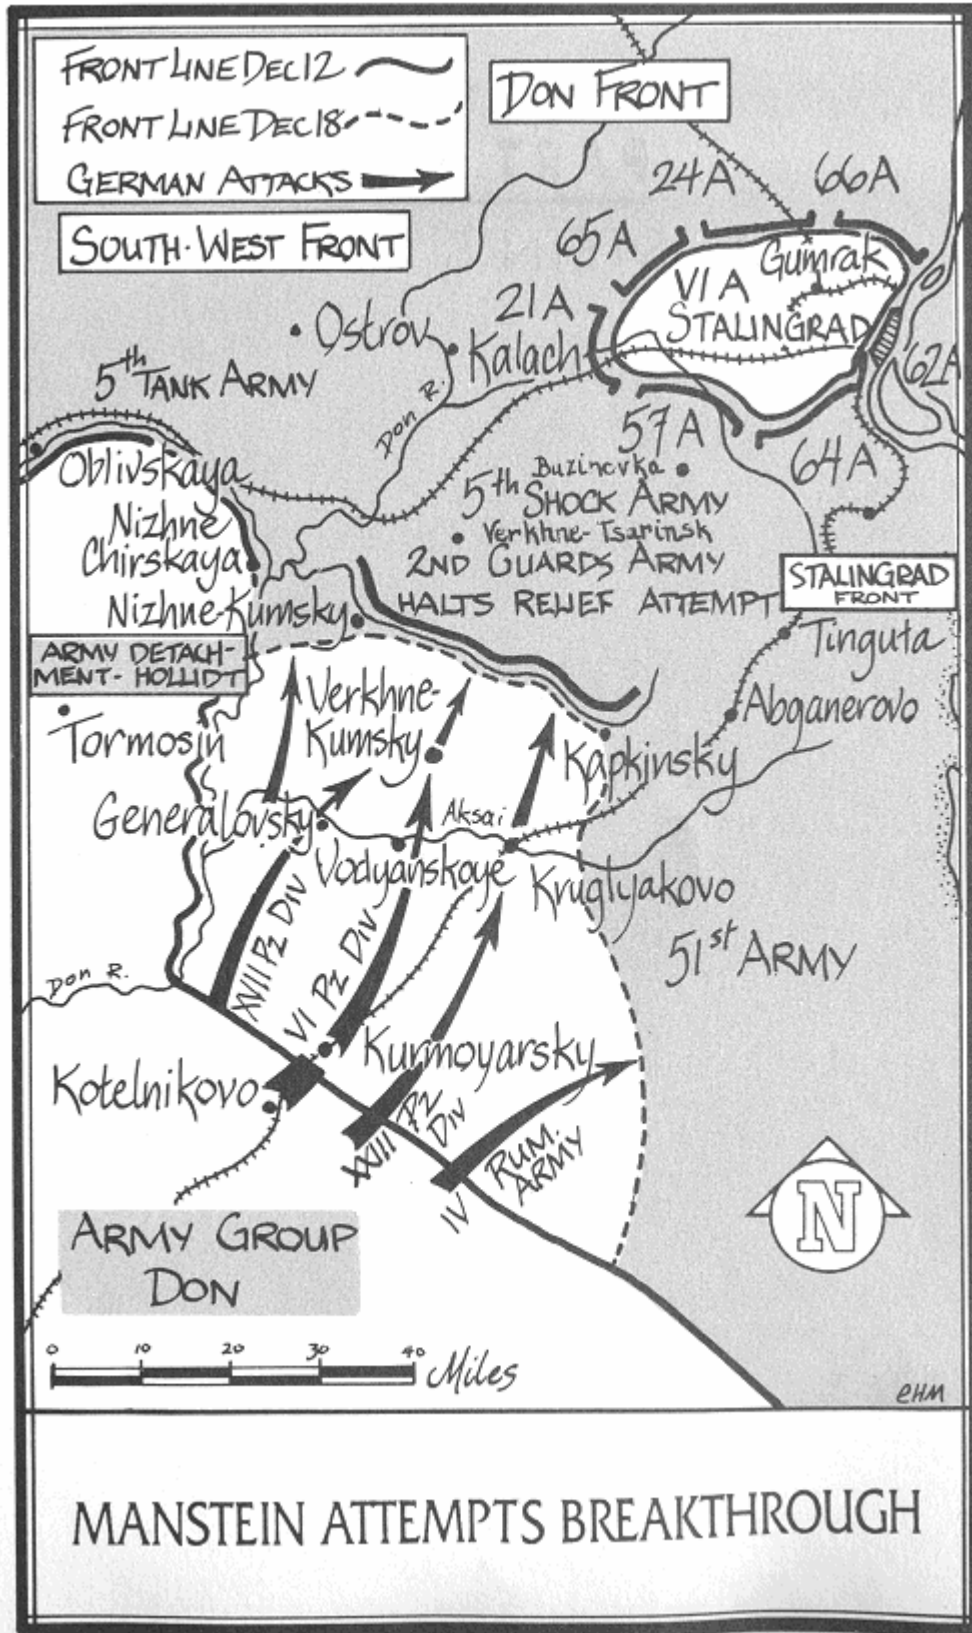 FRONT LINE DEC 12
FRONT LINE DEC 18
GERMAN ATTACKS
DON FRONT
SOUTH-WEST FRONT
24A
66A
65A
Gumrak
VI A
21A
STALINGRAD
Ostrov
Kalach
62A
5th TANK ARMY
Don R.
57A
64A
Oblivskaya
Buzinovka
5th SHOCK ARMY
Nizhne
Chirskaya
Verkhne-Tsarinsk
2ND GUARDS ARMY
HALTS RELIEF ATTEMPT
STALINGRAD
FRONT
Nizhne-Kumsky
Tinguta
ARMY DETACH-
MENT-HOLLIDT
Verkhne-
Kumsky
Abganerovo
Tormosin
Kapkinsky
Generalovsky
Aksai
Vodyanskoye
Kruglyakovo
XVII PZ DIV
VI PZ DIV
51st ARMY
Don R.
Kurmoyarsky
Kotelnikovo
XXIII
PZ
DIV
IV
RUM.
ARMY
N
ARMY GROUP
DON
0 10 20 30 40 Miles
eHM
MANSTEIN ATTEMPTS BREAKTHROUGH